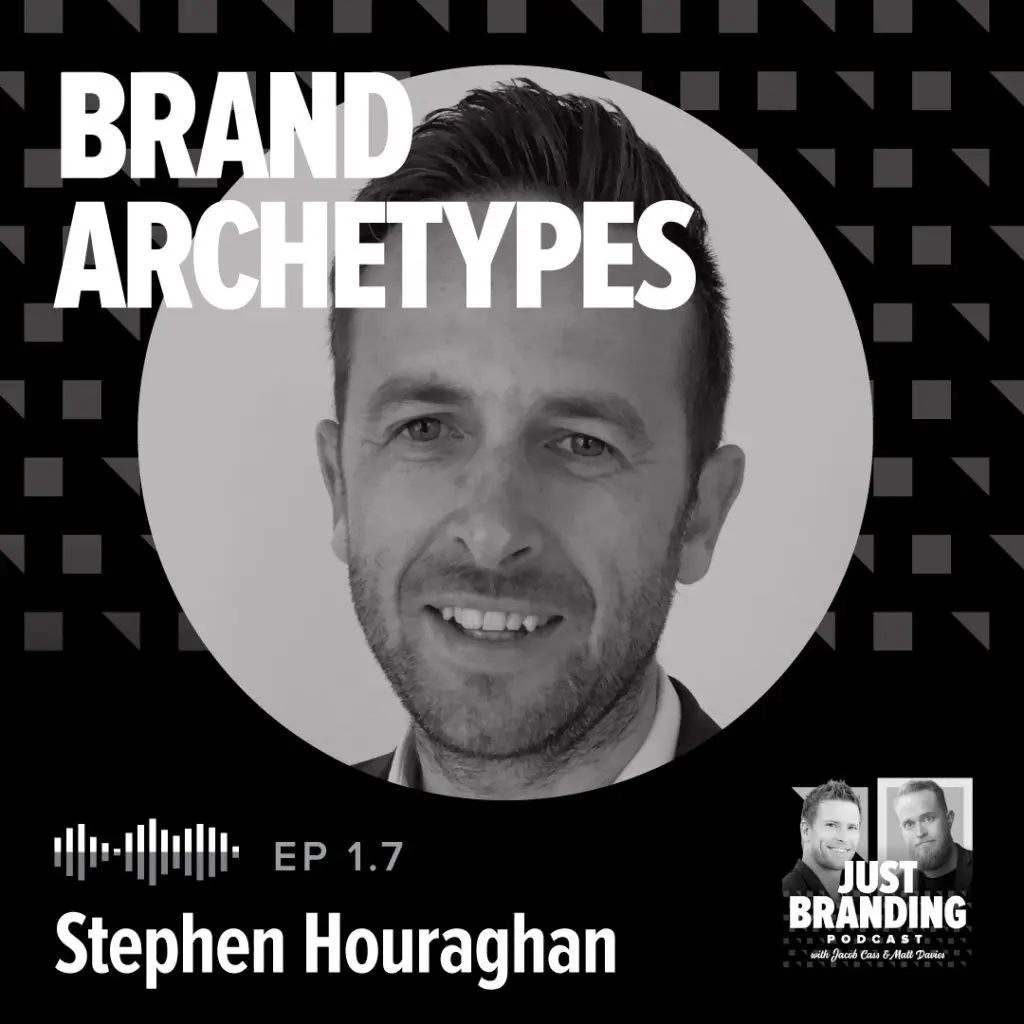 BRAND
ARCHETYPES
EP 1.7
Stephen Houraghan
JUST
BRANDING
PODCAST
with Jacob Cass & Matt Davies